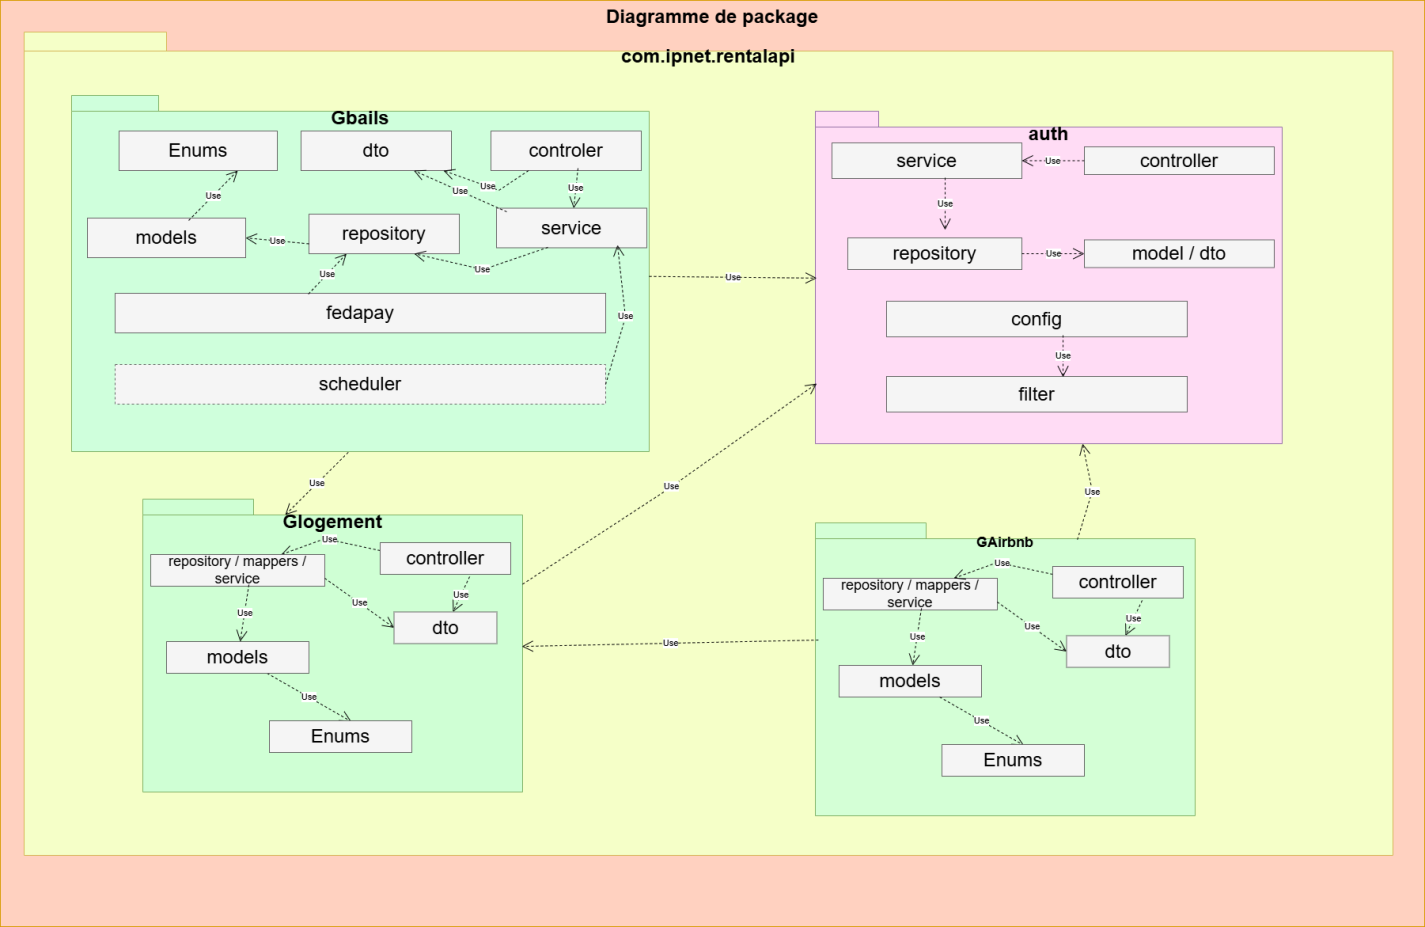 Diagramme de package
com.ipnet.rentalapi
Gbails
Enums
dto
controler
Use
Use
Use
Use
models
repository
service
Use
Use
Use
fedapay
Use
scheduler
Use
auth
service
Use
controller
Use
repository
Use
model / dto
config
Use
filter
Use
Use
Use
Use
Glogement
Use
repository / mappers /
service
controller
Use
Use
Use
dto
models
Use
Enums
GAirbnb
Use
repository / mappers /
service
controller
Use
Use
Use
dto
models
Use
Enums